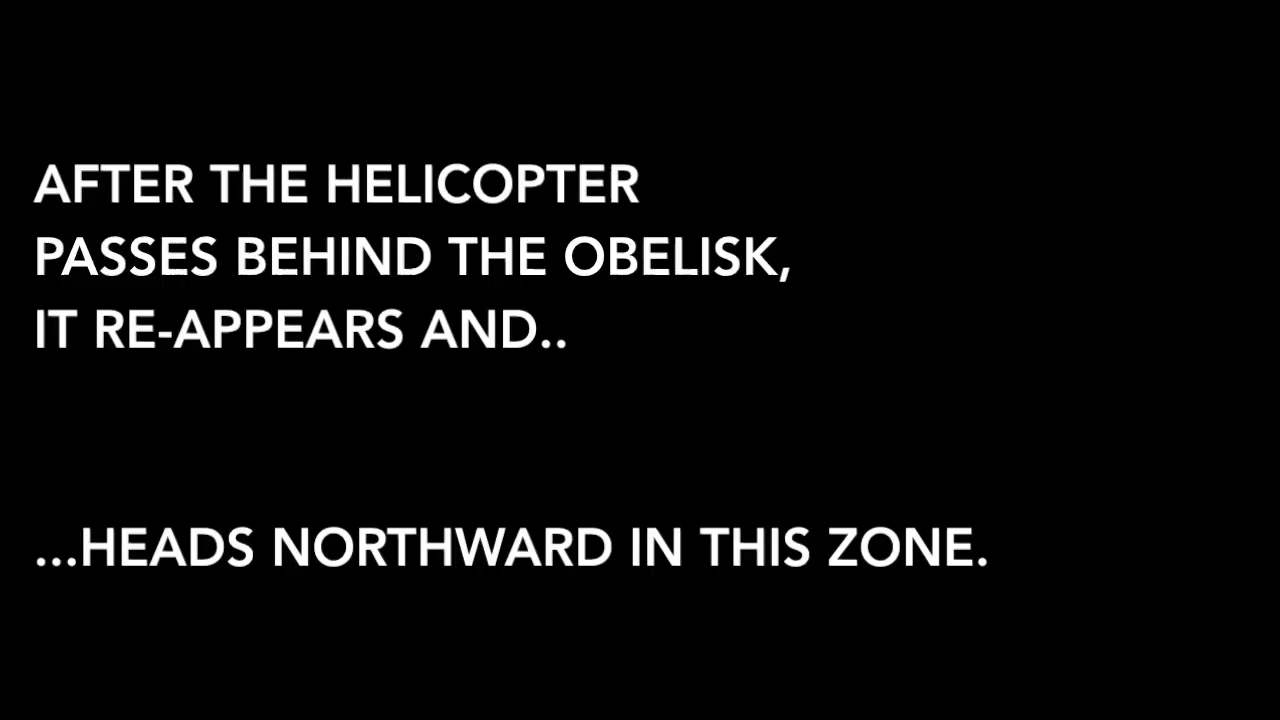 AFTER THE HELICOPTER
PASSES BEHIND THE OBELISK,
IT RE-APPEARS AND..
...HEADS NORTHWARD IN THIS ZONE.